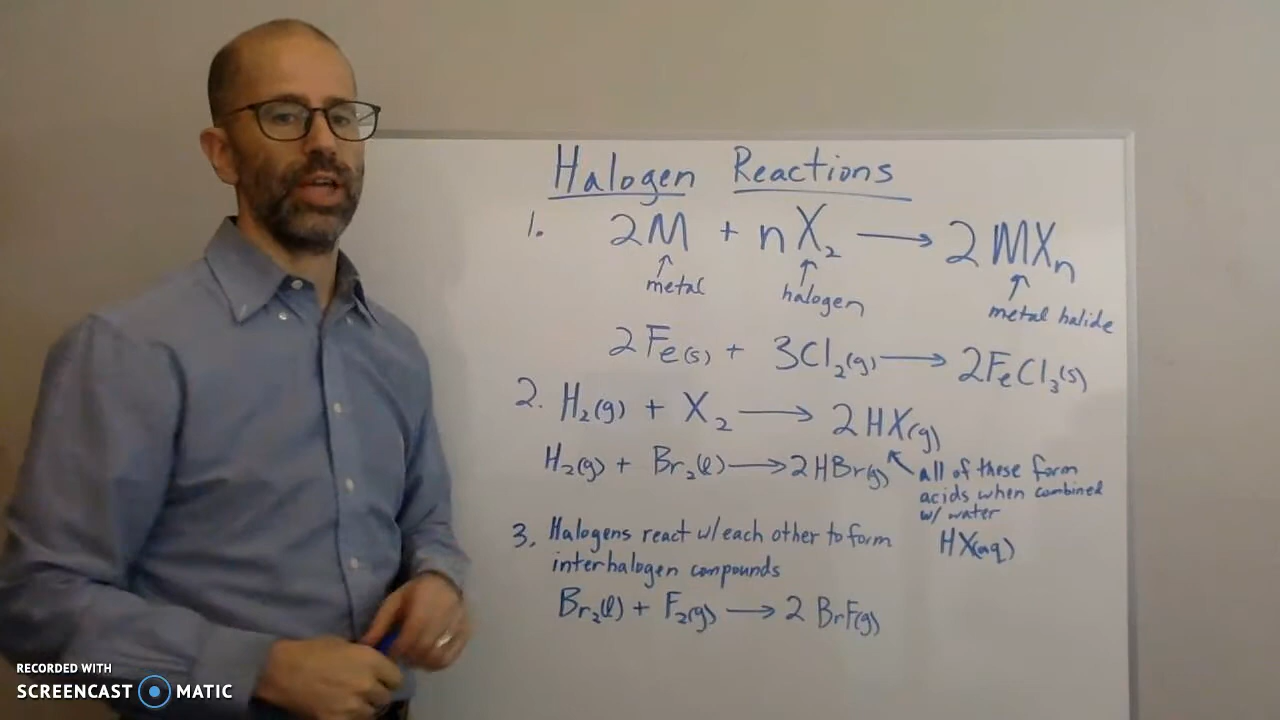 Halogen Reactions
1. 2M + nX₂ → 2MXₙ
↑ metal ↑ halogen ↑ metal halide
2Fe(s) + 3Cl₂(g) → 2FeCl₃(s)
2. H₂(g) + X₂ → 2HX(g)
H₂(g) + Br₂(l) → 2HBr(g)
all of these form
acids when combined
w/ water
HX(aq)
3. Halogens react w/ each other to form
interhalogen compounds
Br₂(l) + F₂(g) → 2 BrF(g)
RECORDED WITH
SCREENCAST MATIC